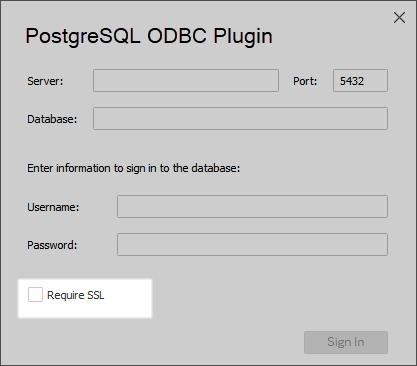 PostgreSQL ODBC Plugin
Server: Port: 5432
Database:
Enter information to sign in to the database:
Username:
Password:
Require SSL
Sign In